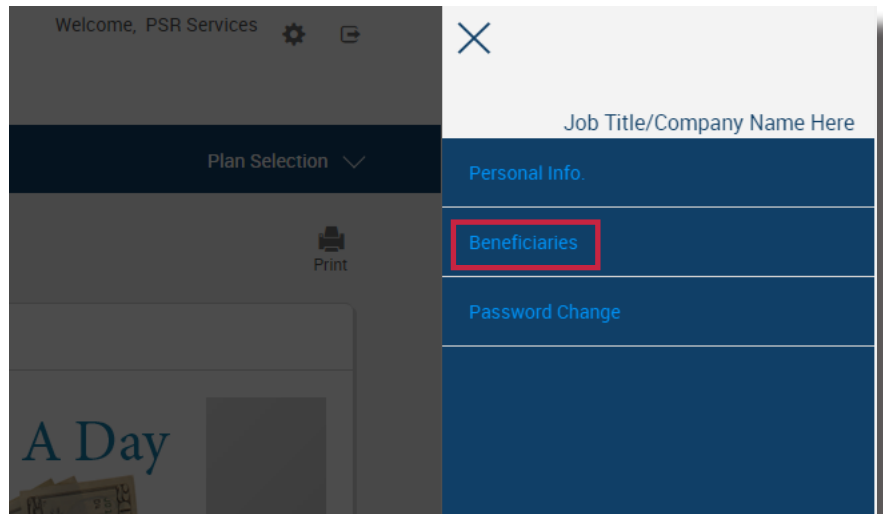 Welcome, PSR Services
Job Title/Company Name Here
Plan Selection
Personal Info.
Beneficiaries
Print
Password Change
A Day